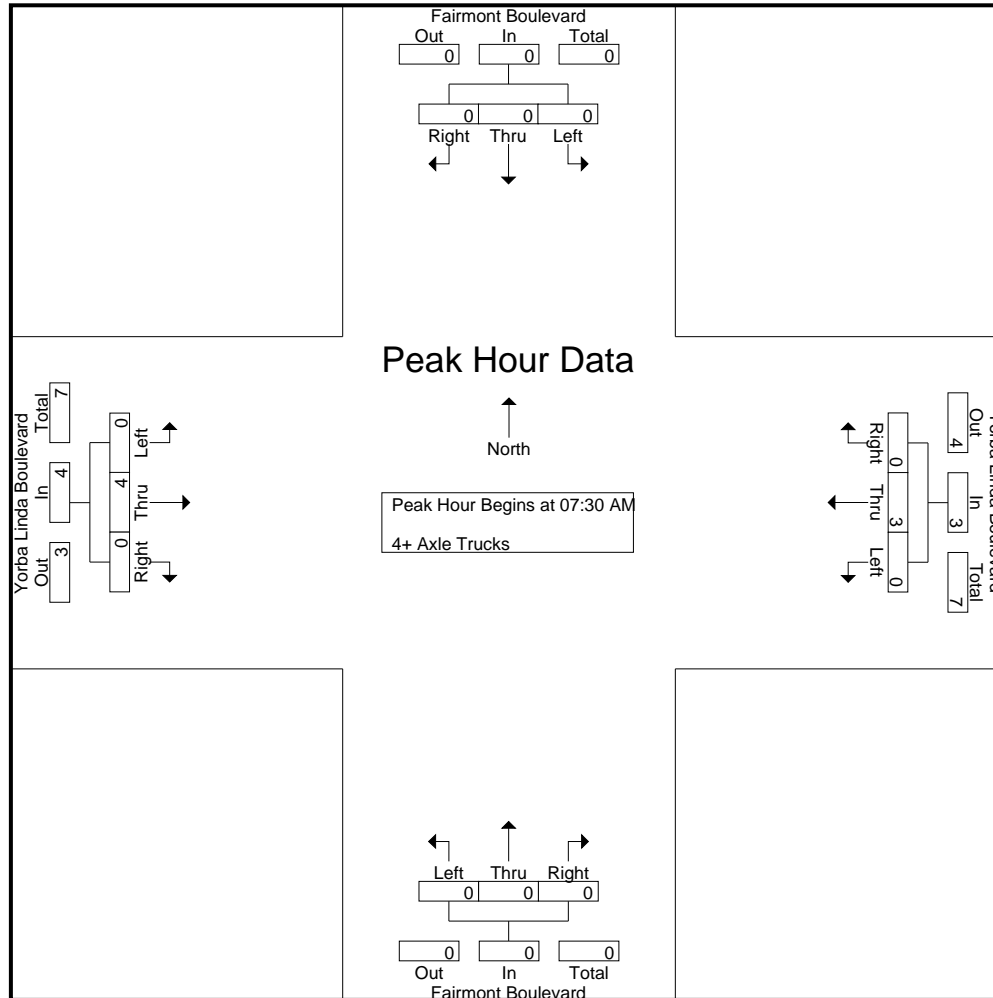 Fairmont Boulevard
Out In Total
0 0 0
0 0 0
Right Thru Left
Peak Hour Data
North
Peak Hour Begins at 07:30 AM
4+ Axle Trucks
Yorba Linda Boulevard
Total In Out
7 4 3
0 4 0
Left Thru Right
Out In Total
4 3 7
0 3 0
Right Thru Left
Left Thru Right
0 0 0
0 0 0
Out In Total
Fairmont Boulevard